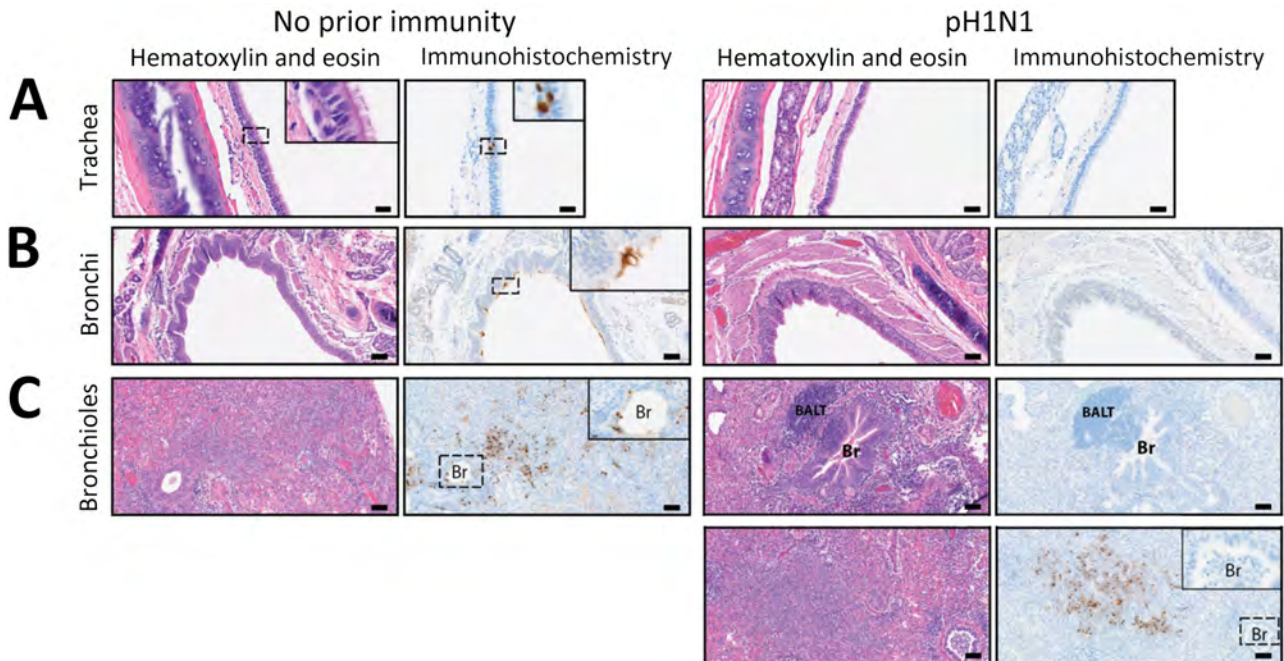 No prior immunity
pH1N1
Hematoxylin and eosin
Immunohistochemistry
Hematoxylin and eosin
Immunohistochemistry
A
Trachea
B
Bronchi
C
Bronchioles
Br
Br
BALT
Br
BALT
Br
Br
Br